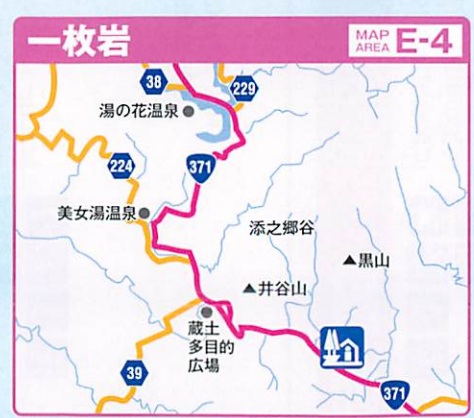 一枚岩
MAP
AREA E-4
38
229
湯の花温泉
224
371
美女湯温泉
添之郷谷
▲黒山
▲井谷山
蔵土
多目的
広場
39
371